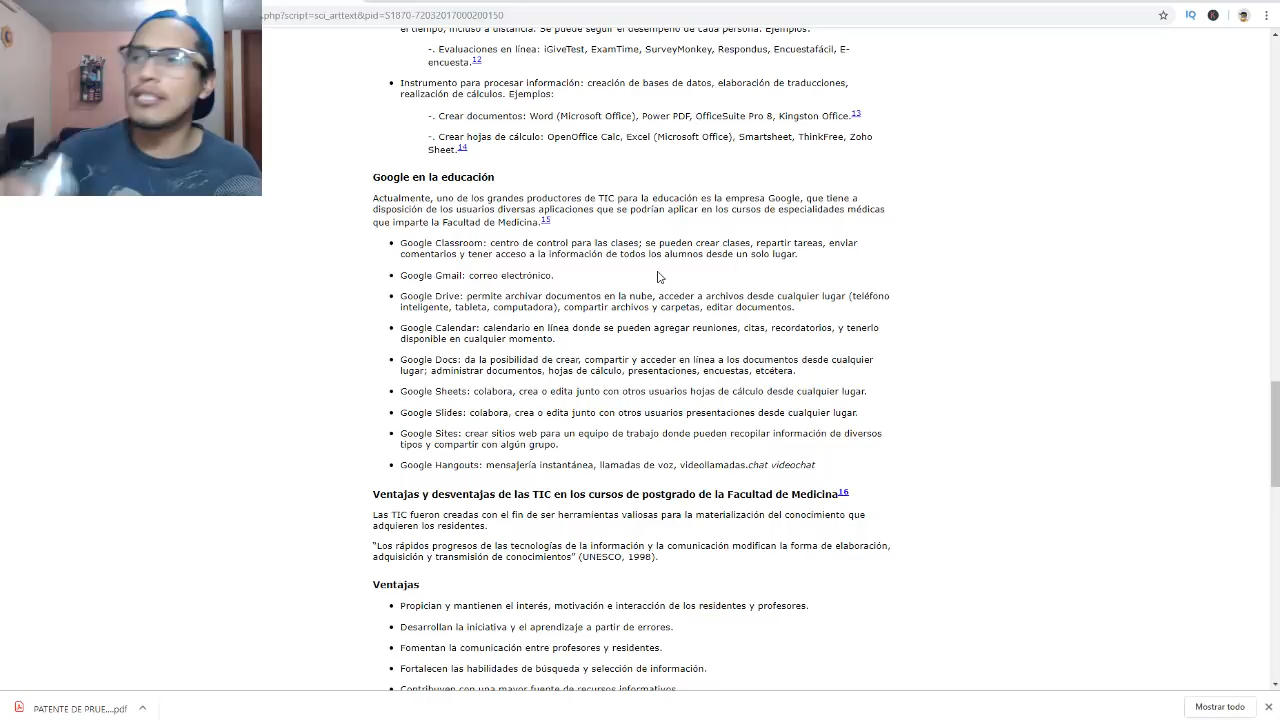 .php?script=sci_arttext&pid=S1870-72032017000200150
IQ
K
el tiempo, incluso a distancia. Se puede seguir el desempeño de cada persona. Ejemplos:
-. Evaluaciones en línea: iGiveTest, ExamTime, SurveyMonkey, Respondus, Encuestafácil, E-
encuesta.12
• Instrumento para procesar información: creación de bases de datos, elaboración de traducciones,
realización de cálculos. Ejemplos:
-. Crear documentos: Word (Microsoft Office), Power PDF, OfficeSuite Pro 8, Kingston Office.13
-. Crear hojas de cálculo: OpenOffice Calc, Excel (Microsoft Office), Smartsheet, ThinkFree, Zoho
Sheet.14
Google en la educación
Actualmente, uno de los grandes productores de TIC para la educación es la empresa Google, que tiene a
disposición de los usuarios diversas aplicaciones que se podrían aplicar en los cursos de especialidades médicas
que imparte la Facultad de Medicina.15
• Google Classroom: centro de control para las clases; se pueden crear clases, repartir tareas, enviar
comentarios y tener acceso a la información de todos los alumnos desde un solo lugar.
• Google Gmail: correo electrónico.
• Google Drive: permite archivar documentos en la nube, acceder a archivos desde cualquier lugar (teléfono
inteligente, tableta, computadora), compartir archivos y carpetas, editar documentos.
• Google Calendar: calendario en línea donde se pueden agregar reuniones, citas, recordatorios, y tenerlo
disponible en cualquier momento.
• Google Docs: da la posibilidad de crear, compartir y acceder en línea a los documentos desde cualquier
lugar; administrar documentos, hojas de cálculo, presentaciones, encuestas, etcétera.
• Google Sheets: colabora, crea o edita junto con otros usuarios hojas de cálculo desde cualquier lugar.
• Google Slides: colabora, crea o edita junto con otros usuarios presentaciones desde cualquier lugar.
• Google Sites: crear sitios web para un equipo de trabajo donde pueden recopilar información de diversos
tipos y compartir con algún grupo.
• Google Hangouts: mensajería instantánea, llamadas de voz, videollamadas.chat videochat
Ventajas y desventajas de las TIC en los cursos de postgrado de la Facultad de Medicina16
Las TIC fueron creadas con el fin de ser herramientas valiosas para la materialización del conocimiento que
adquieren los residentes.
"Los rápidos progresos de las tecnologías de la información y la comunicación modifican la forma de elaboración,
adquisición y transmisión de conocimientos" (UNESCO, 1998).
Ventajas
• Propician y mantienen el interés, motivación e interacción de los residentes y profesores.
• Desarrollan la iniciativa y el aprendizaje a partir de errores.
• Fomentan la comunicación entre profesores y residentes.
• Fortalecen las habilidades de búsqueda y selección de información.
• Contribuyen con una mayor fuente de recursos informativos.
PATENTE DE PRUE....pdf
Mostrar todo